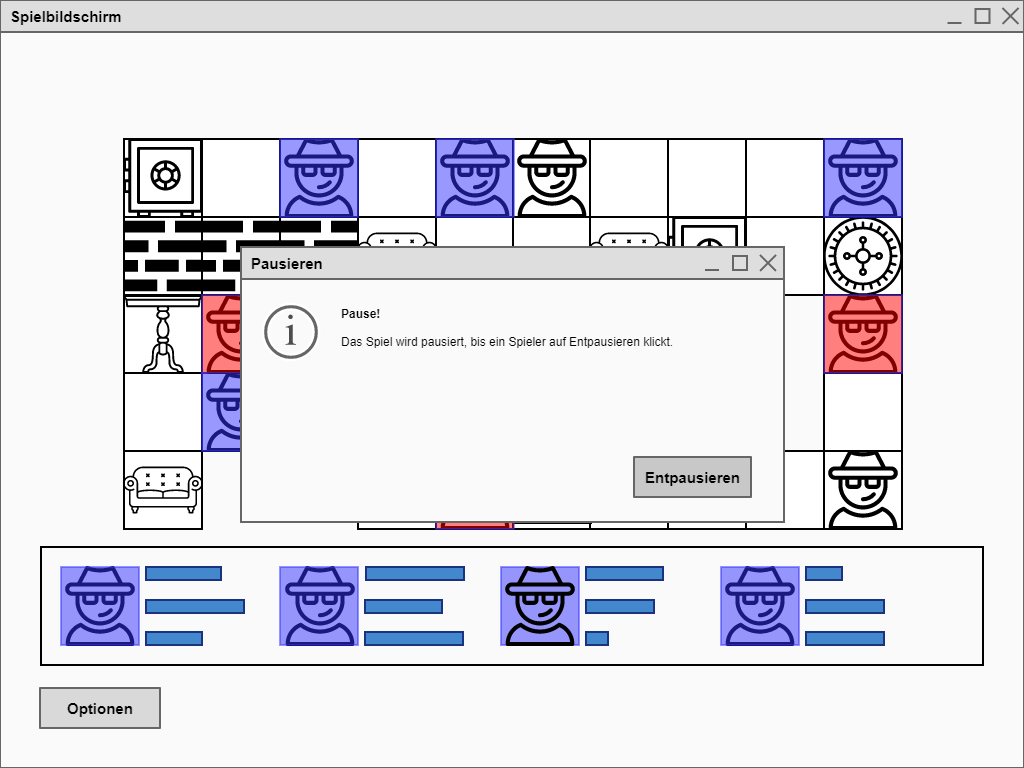 Spielbildschirm
Pausieren
Pause!
Das Spiel wird pausiert, bis ein Spieler auf Entpausieren klickt.
Entpausieren
Optionen